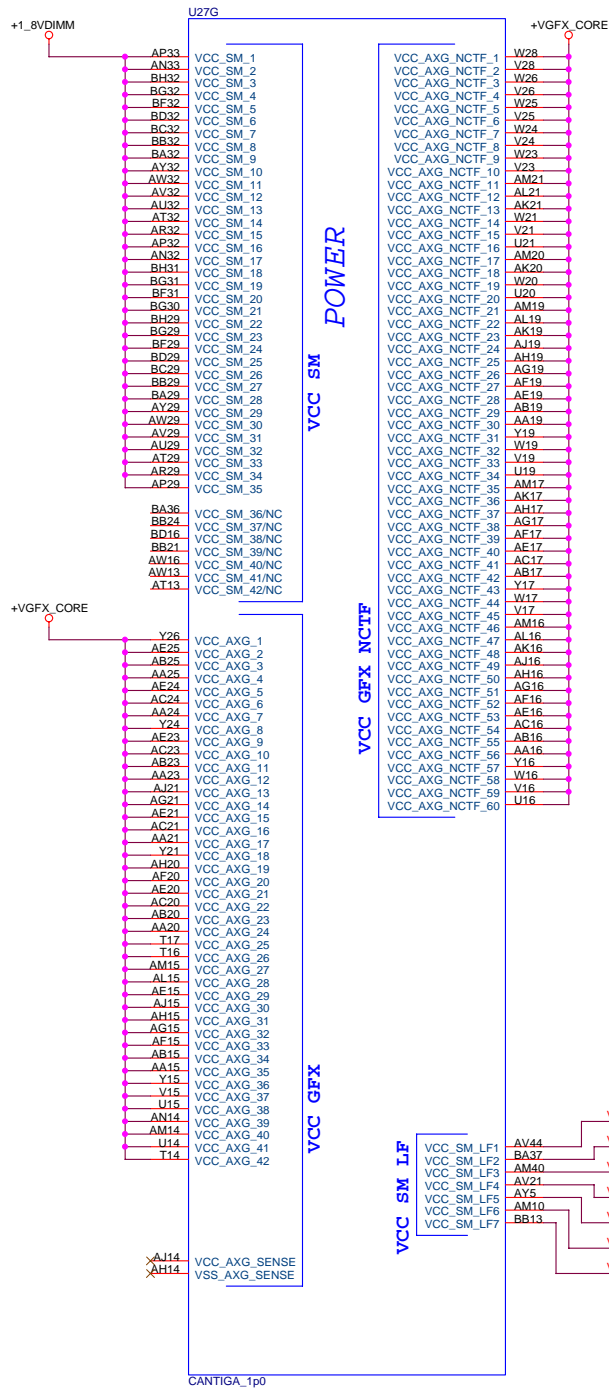 U27G
+1_8VDIMM
+VGFX_CORE
POWER
VCC SM
AP33 VCC_SM_1
AN33 VCC_SM_2
BH32 VCC_SM_3
BG32 VCC_SM_4
BF32 VCC_SM_5
BD32 VCC_SM_6
BC32 VCC_SM_7
BB32 VCC_SM_8
BA32 VCC_SM_9
AY32 VCC_SM_10
AW32 VCC_SM_11
AV32 VCC_SM_12
AU32 VCC_SM_13
AT32 VCC_SM_14
AR32 VCC_SM_15
AP32 VCC_SM_16
AN32 VCC_SM_17
BH31 VCC_SM_18
BG31 VCC_SM_19
BF31 VCC_SM_20
BG30 VCC_SM_21
BH29 VCC_SM_22
BG29 VCC_SM_23
BF29 VCC_SM_24
BD29 VCC_SM_25
BC29 VCC_SM_26
BB29 VCC_SM_27
BA29 VCC_SM_28
AY29 VCC_SM_29
AW29 VCC_SM_30
AV29 VCC_SM_31
AU29 VCC_SM_32
AT29 VCC_SM_33
AR29 VCC_SM_34
AP29 VCC_SM_35
BA36 VCC_SM_36/NC
BB24 VCC_SM_37/NC
BD16 VCC_SM_38/NC
BB21 VCC_SM_39/NC
AW16 VCC_SM_40/NC
AW13 VCC_SM_41/NC
AT13 VCC_SM_42/NC
+VGFX_CORE
VCC GFX
Y26 VCC_AXG_1
AE25 VCC_AXG_2
AB25 VCC_AXG_3
AA25 VCC_AXG_4
AE24 VCC_AXG_5
AC24 VCC_AXG_6
AA24 VCC_AXG_7
Y24 VCC_AXG_8
AE23 VCC_AXG_9
AC23 VCC_AXG_10
AB23 VCC_AXG_11
AA23 VCC_AXG_12
AJ21 VCC_AXG_13
AG21 VCC_AXG_14
AE21 VCC_AXG_15
AC21 VCC_AXG_16
AA21 VCC_AXG_17
Y21 VCC_AXG_18
AH20 VCC_AXG_19
AF20 VCC_AXG_20
AE20 VCC_AXG_21
AC20 VCC_AXG_22
AB20 VCC_AXG_23
AA20 VCC_AXG_24
T17 VCC_AXG_25
T16 VCC_AXG_26
AM15 VCC_AXG_27
AL15 VCC_AXG_28
AE15 VCC_AXG_29
AJ15 VCC_AXG_30
AH15 VCC_AXG_31
AG15 VCC_AXG_32
AF15 VCC_AXG_33
AB15 VCC_AXG_34
AA15 VCC_AXG_35
Y15 VCC_AXG_36
V15 VCC_AXG_37
U15 VCC_AXG_38
AN14 VCC_AXG_39
AM14 VCC_AXG_40
U14 VCC_AXG_41
T14 VCC_AXG_42
AJ14 VCC_AXG_SENSE
AH14 VSS_AXG_SENSE
VCC GFX NCTF
VCC_AXG_NCTF_1 W28
VCC_AXG_NCTF_2 V28
VCC_AXG_NCTF_3 W26
VCC_AXG_NCTF_4 V26
VCC_AXG_NCTF_5 W25
VCC_AXG_NCTF_6 V25
VCC_AXG_NCTF_7 W24
VCC_AXG_NCTF_8 V24
VCC_AXG_NCTF_9 W23
VCC_AXG_NCTF_10 V23
VCC_AXG_NCTF_11 AM21
VCC_AXG_NCTF_12 AL21
VCC_AXG_NCTF_13 AK21
VCC_AXG_NCTF_14 W21
VCC_AXG_NCTF_15 V21
VCC_AXG_NCTF_16 U21
VCC_AXG_NCTF_17 AM20
VCC_AXG_NCTF_18 AK20
VCC_AXG_NCTF_19 W20
VCC_AXG_NCTF_20 U20
VCC_AXG_NCTF_21 AM19
VCC_AXG_NCTF_22 AL19
VCC_AXG_NCTF_23 AK19
VCC_AXG_NCTF_24 AJ19
VCC_AXG_NCTF_25 AH19
VCC_AXG_NCTF_26 AG19
VCC_AXG_NCTF_27 AF19
VCC_AXG_NCTF_28 AE19
VCC_AXG_NCTF_29 AB19
VCC_AXG_NCTF_30 AA19
VCC_AXG_NCTF_31 Y19
VCC_AXG_NCTF_32 W19
VCC_AXG_NCTF_33 V19
VCC_AXG_NCTF_34 U19
VCC_AXG_NCTF_35 AM17
VCC_AXG_NCTF_36 AK17
VCC_AXG_NCTF_37 AH17
VCC_AXG_NCTF_38 AG17
VCC_AXG_NCTF_39 AF17
VCC_AXG_NCTF_40 AE17
VCC_AXG_NCTF_41 AC17
VCC_AXG_NCTF_42 AB17
VCC_AXG_NCTF_43 Y17
VCC_AXG_NCTF_44 W17
VCC_AXG_NCTF_45 V17
VCC_AXG_NCTF_46 AM16
VCC_AXG_NCTF_47 AL16
VCC_AXG_NCTF_48 AK16
VCC_AXG_NCTF_49 AJ16
VCC_AXG_NCTF_50 AH16
VCC_AXG_NCTF_51 AG16
VCC_AXG_NCTF_52 AF16
VCC_AXG_NCTF_53 AE16
VCC_AXG_NCTF_54 AC16
VCC_AXG_NCTF_55 AB16
VCC_AXG_NCTF_56 AA16
VCC_AXG_NCTF_57 Y16
VCC_AXG_NCTF_58 W16
VCC_AXG_NCTF_59 V16
VCC_AXG_NCTF_60 U16
VCC SM LF
VCC_SM_LF1 AV44
VCC_SM_LF2 BA37
VCC_SM_LF3 AM40
VCC_SM_LF4 AV21
VCC_SM_LF5 AY5
VCC_SM_LF6 AM10
VCC_SM_LF7 BB13
CANTIGA_1p0